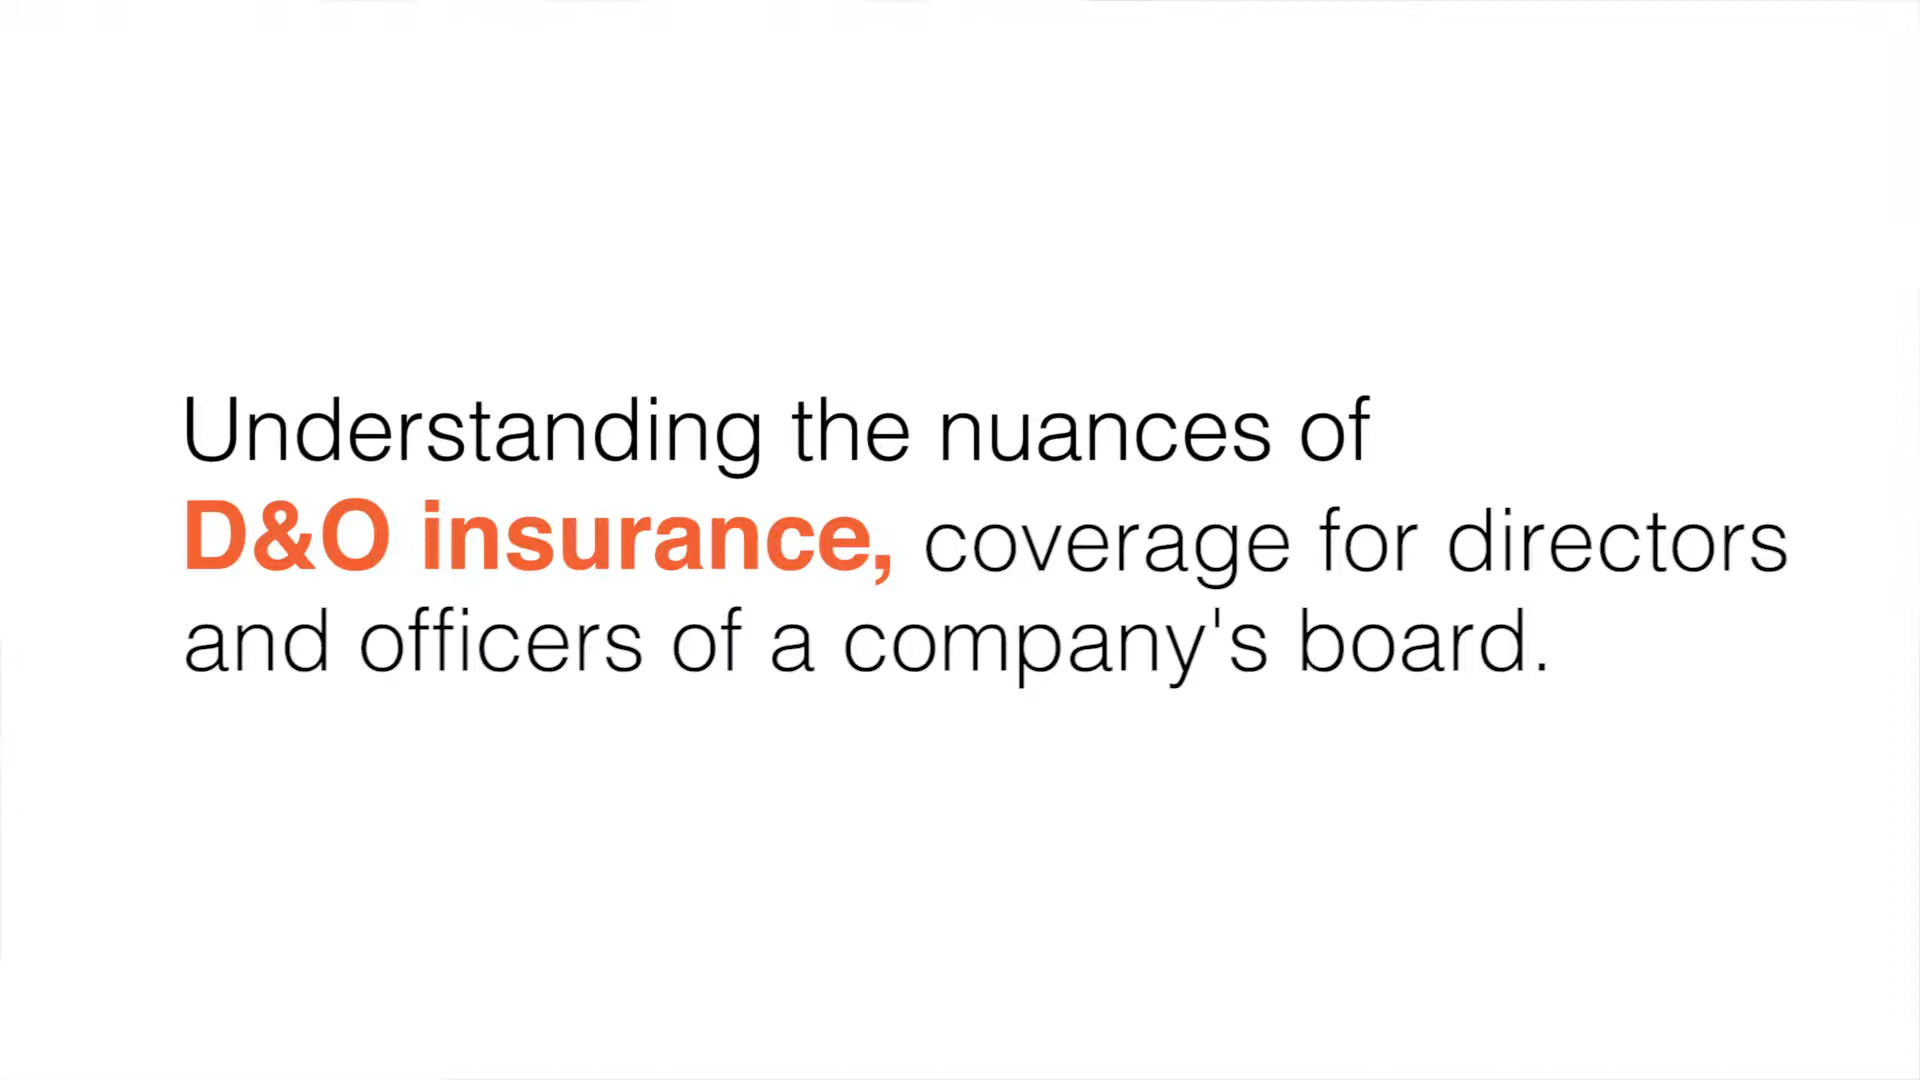 Understanding the nuances of
D&O insurance, coverage for directors
and officers of a company's board.